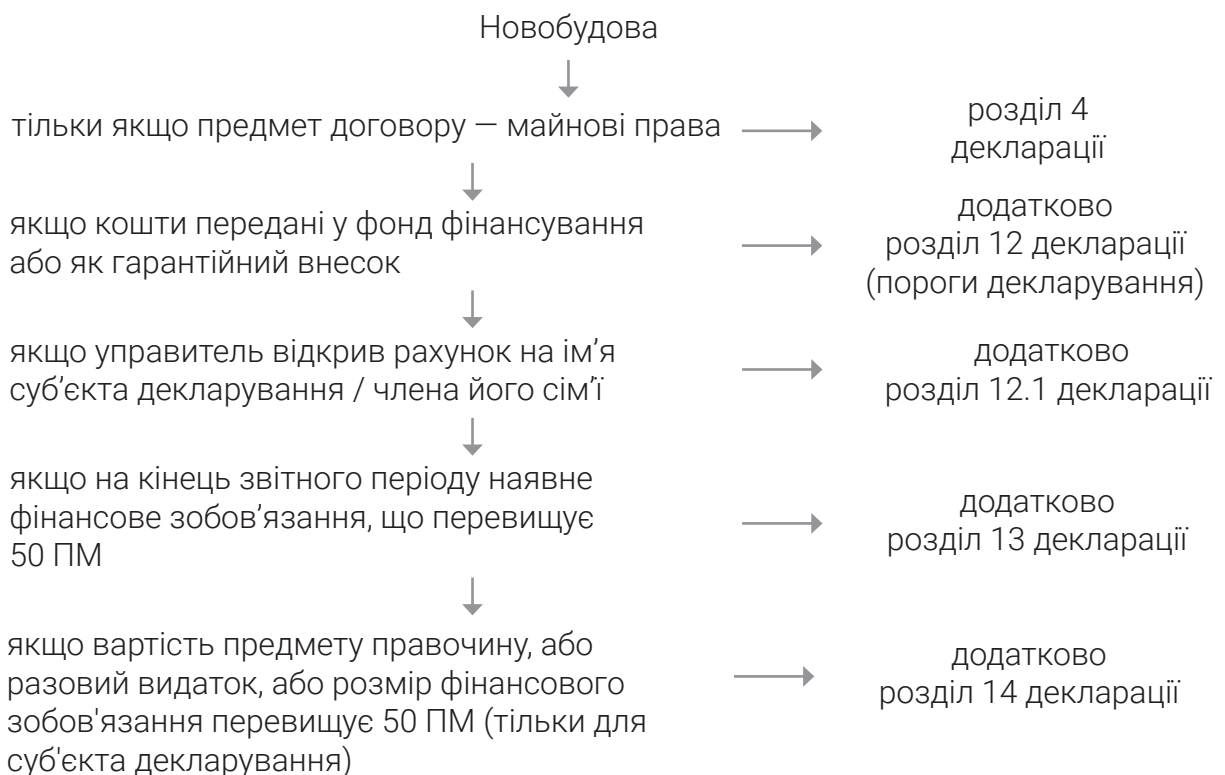 Новобудова
тільки якщо предмет договору — майнові права
розділ 4
декларації
якщо кошти передані у фонд фінансування
або як гарантійний внесок
додатково
розділ 12 декларації
(пороги декларування)
якщо управитель відкрив рахунок на ім’я
суб’єкта декларування / члена його сім’ї
додатково
розділ 12.1 декларації
якщо на кінець звітного періоду наявне
фінансове зобов’язання, що перевищує
50 ПМ
додатково
розділ 13 декларації
якщо вартість предмету правочину, або
разовий видаток, або розмір фінансового
зобов'язання перевищує 50 ПМ (тільки для
суб'єкта декларування)
додатково
розділ 14 декларації